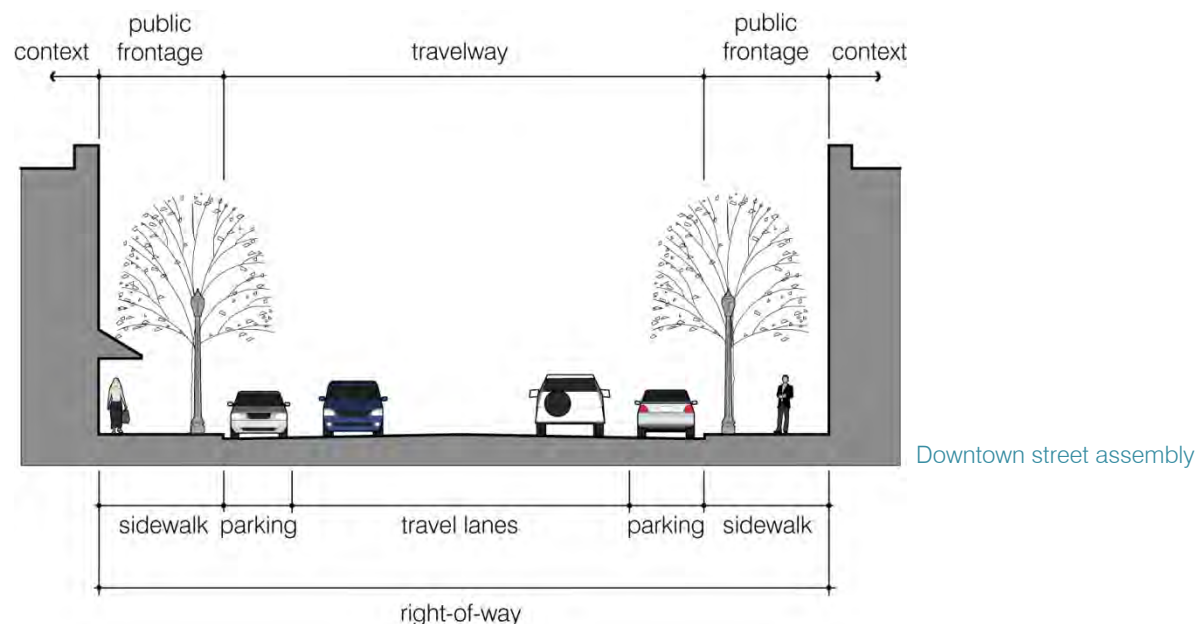 public
frontage
context
travelway
public
frontage
context
Downtown street assembly
sidewalk
parking
travel lanes
parking
sidewalk
right-of-way